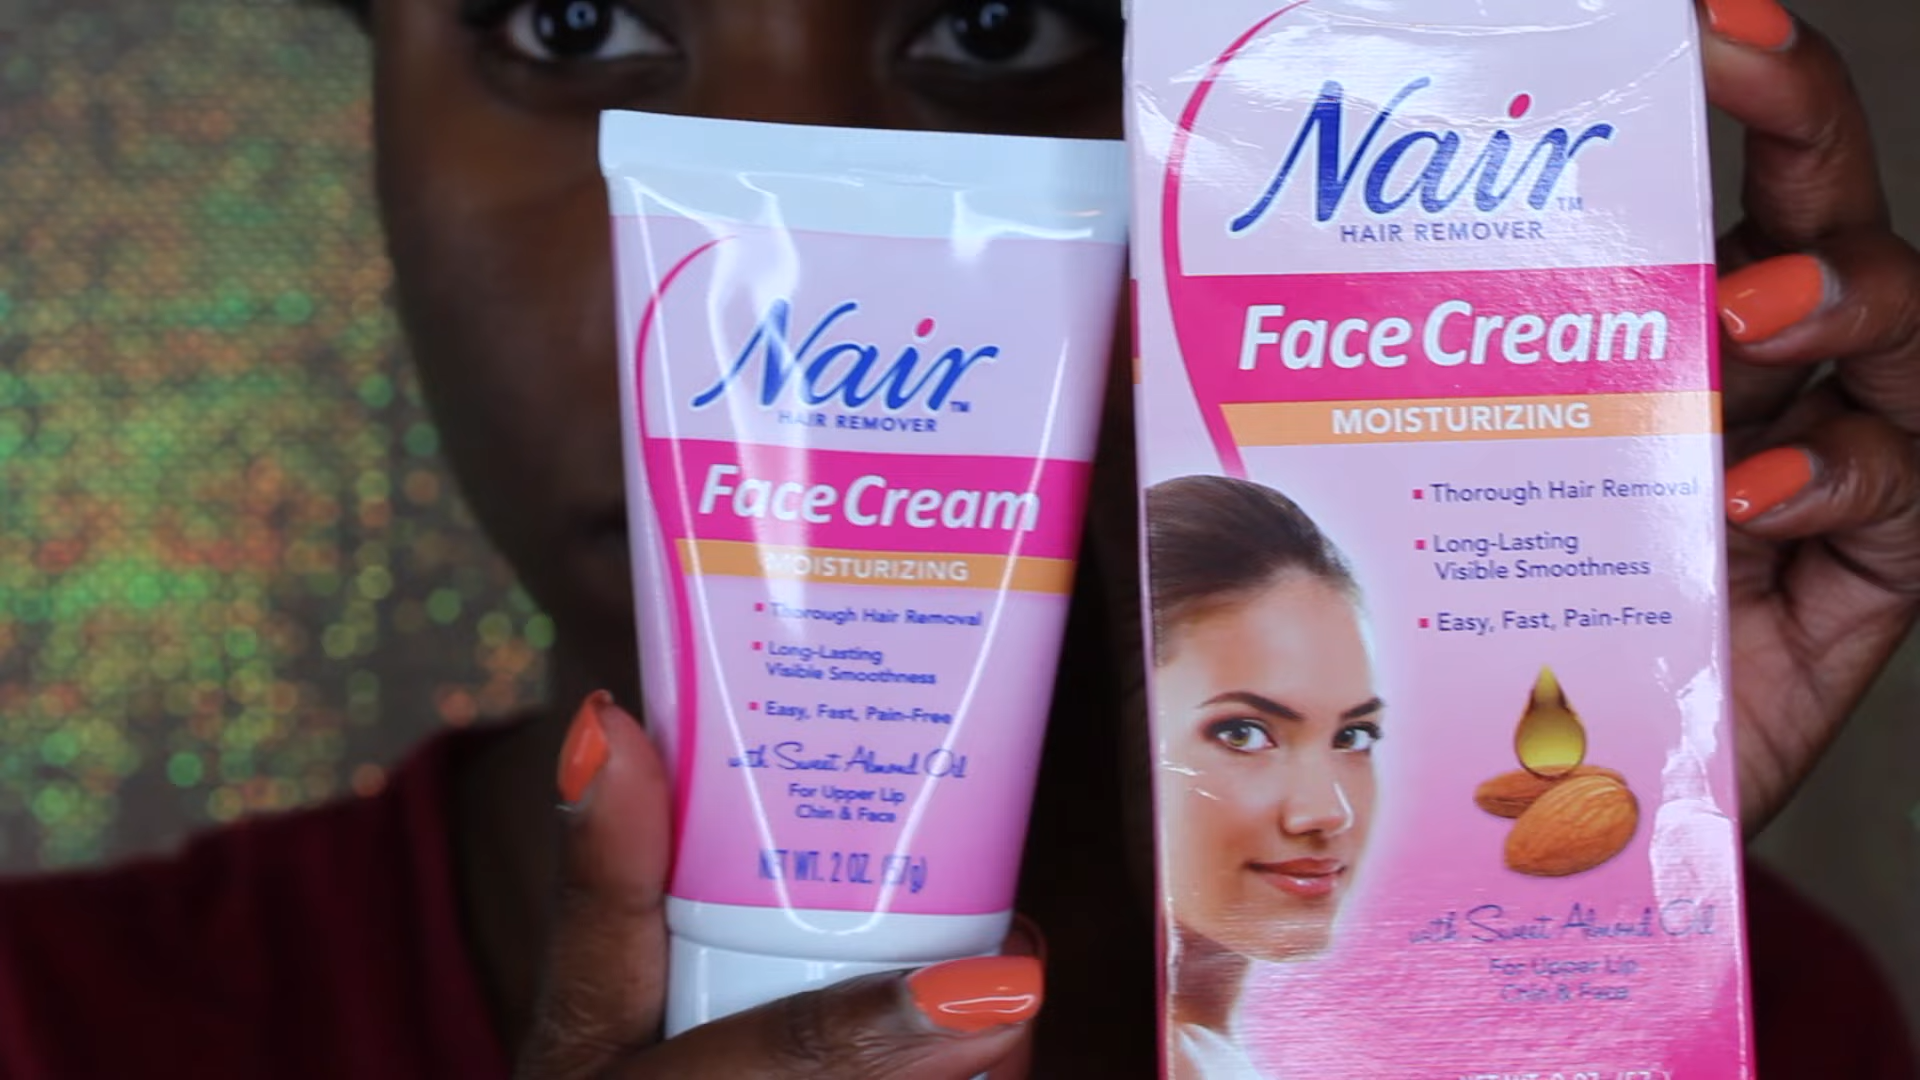 Nair™
HAIR REMOVER
Face Cream
MOISTURIZING
Thorough Hair Removal
Long-Lasting
Visible Smoothness
Easy, Fast, Pain-Free
with Sweet Almond Oil
For Upper Lip
Chin & Face
NET WT. 2 OZ. (57g)
Nair™
HAIR REMOVER
Face Cream
MOISTURIZING
Thorough Hair Removal
Long-Lasting
Visible Smoothness
Easy, Fast, Pain-Free
with Sweet Almond Oil
For Upper Lip
Chin & Face